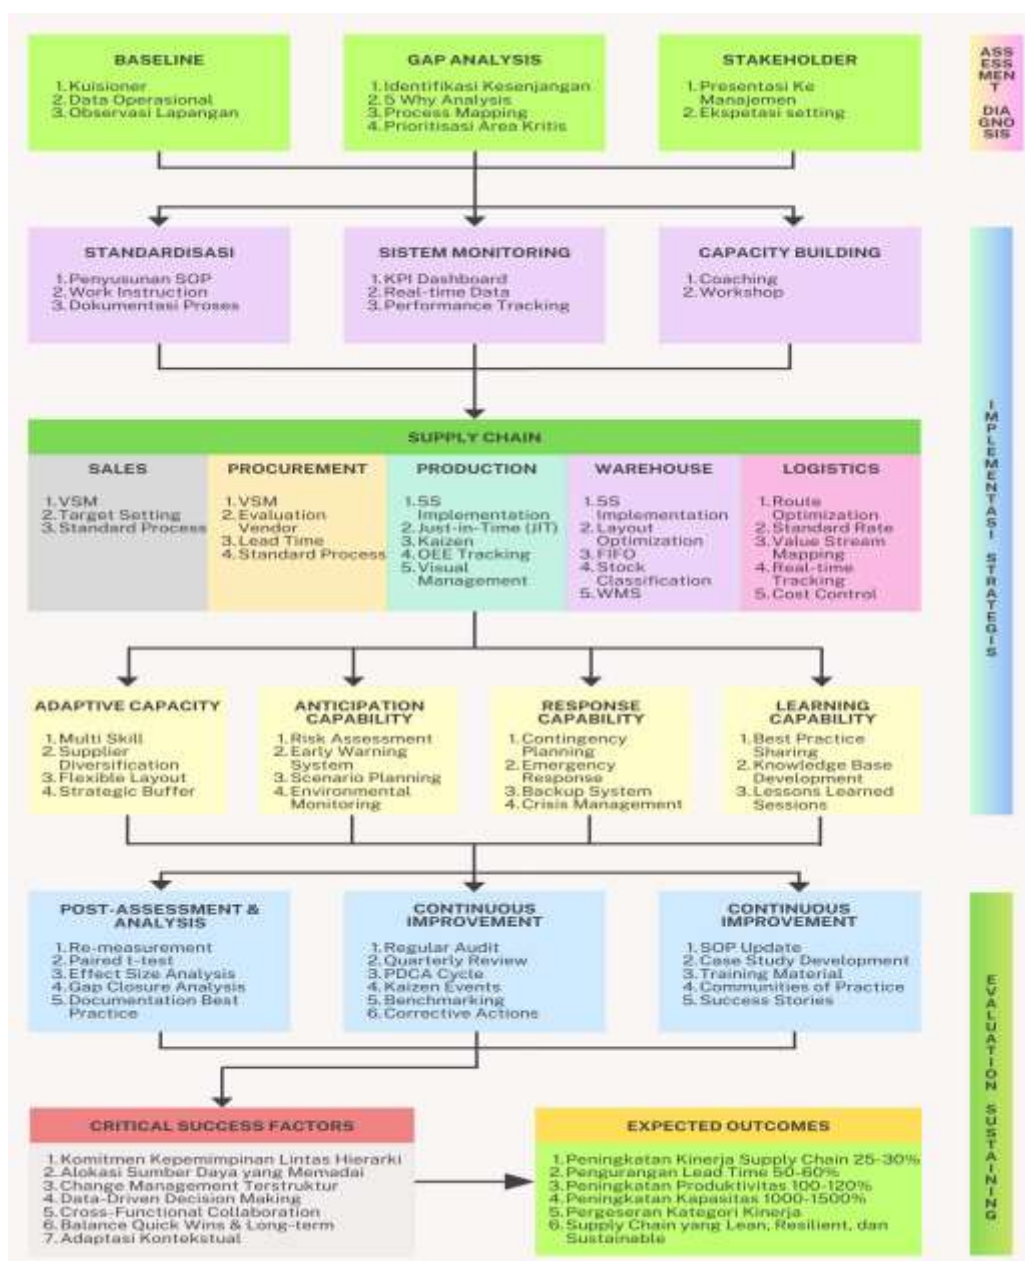 BASELINE
1. Kuisioner
2. Data Operasional
3. Observasi Lapangan
GAP ANALYSIS
1. Identifikasi Kesenjangan
2. 5 Why Analysis
3. Process Mapping
4. Prioritisasi Area Kritis
STAKEHOLDER
1. Presentasi Ke
Manajemen
2. Ekspetasi setting
ASS
ESS
MEN
T
DIA
GNO
SIS
STANDARDISASI
1. Penyusunan SOP
2. Work Instruction
3. Dokumentasi Proses
SISTEM MONITORING
1. KPI Dashboard
2. Real-time Data
3. Performance Tracking
CAPACITY BUILDING
1. Coaching
2. Workshop
IMPLEMENTASI STRATEGIS
SUPPLY CHAIN
SALES
1. VSM
2. Target Setting
3. Standard Process
PROCUREMENT
1. VSM
2. Evaluation
Vendor
3. Lead Time
4. Standard Process
PRODUCTION
1. 5S
Implementation
2. Just-in-Time (JIT)
3. Kaizen
4. OEE Tracking
5. Visual
Management
WAREHOUSE
1. 5S
Implementation
2. Layout
Optimization
3. FIFO
4. Stock
Classification
5. WMS
LOGISTICS
1. Route
Optimization
2. Standard Rate
3. Value Stream
Mapping
4. Real-time
Tracking
5. Cost Control
ADAPTIVE CAPACITY
1. Multi Skill
2. Supplier
Diversification
3. Flexible Layout
4. Strategic Buffer
ANTICIPATION
CAPABILITY
1. Risk Assessment
2. Early Warning
System
3. Scenario Planning
4. Environmental
Monitoring
RESPONSE
CAPABILITY
1. Contingency
Planning
2. Emergency
Response
3. Backup System
4. Crisis Management
LEARNING
CAPABILITY
1. Best Practice
Sharing
2. Knowledge Base
Development
3. Lessons Learned
Sessions
POST-ASSESSMENT &
ANALYSIS
1. Re-measurement
2. Paired t-test
3. Effect Size Analysis
4. Gap Closure Analysis
5. Documentation Best
Practice
CONTINUOUS
IMPROVEMENT
1. Regular Audit
2. Quarterly Review
3. PDCA Cycle
4. Kaizen Events
5. Benchmarking
6. Corrective Actions
CONTINUOUS
IMPROVEMENT
1. SOP Update
2. Case Study Development
3. Training Material
4. Communities of Practice
5. Success Stories
EVALUATION SUSTAINING
CRITICAL SUCCESS FACTORS
1. Komitmen Kepemimpinan Lintas Hierarki
2. Alokasi Sumber Daya yang Memadai
3. Change Management Terstruktur
4. Data-Driven Decision Making
5. Cross-Functional Collaboration
6. Balance Quick Wins & Long-term
7. Adaptasi Kontekstual
EXPECTED OUTCOMES
1. Peningkatan Kinerja Supply Chain 25-30%
2. Pengurangan Lead Time 50-60%
3. Peningkatan Produktivitas 100-120%
4. Peningkatan Kapasitas 1000-1500%
5. Pergeseran Kategori Kinerja
6. Supply Chain yang Lean, Resilient, dan
Sustainable